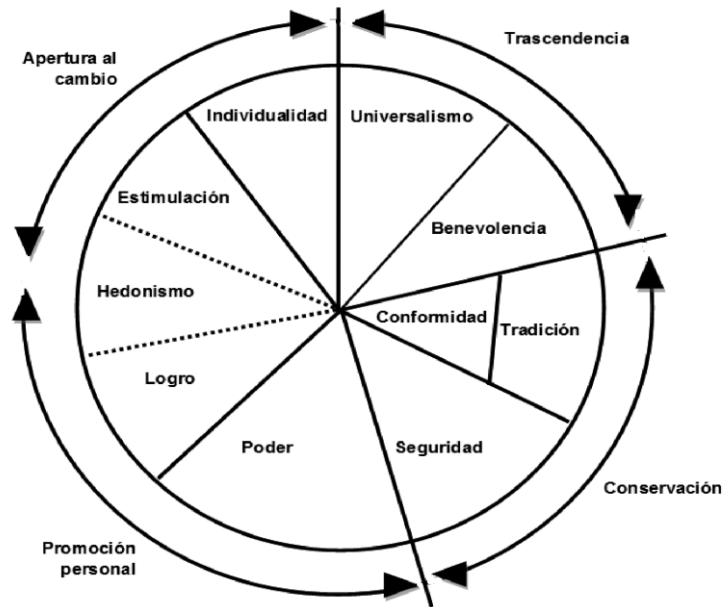 Trascendencia
Apertura al
cambio
Individualidad
Universalismo
Estimulación
Benevolencia
Hedonismo
Conformidad
Tradición
Logro
Poder
Seguridad
Conservación
Promoción
personal